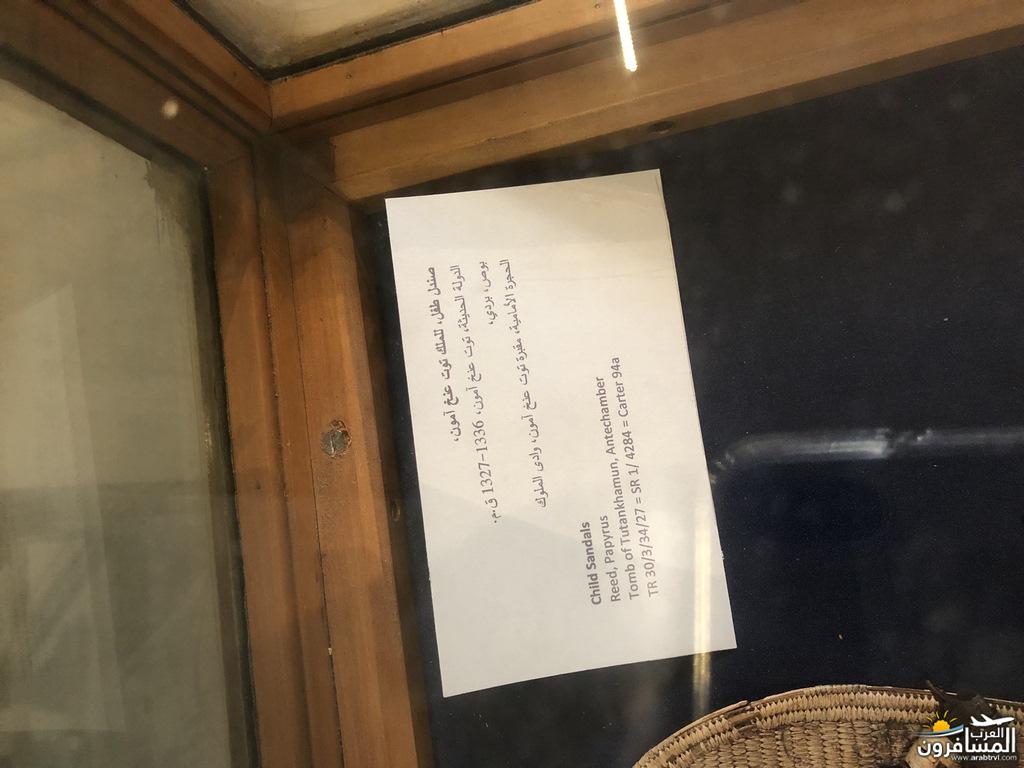 صندل طفل، للملك توت عنخ آمون،
الدولة الحديثة، توت عنخ آمون، 1336-1327 ق.م.
بوص، بردي،
الحجرة الأمامية، مقبرة توت عنخ آمون، وادى الملوك
Child Sandals
Reed, Papyrus
Tomb of Tutankhamun, Antechamber
TR 30/3/34/27 = SR 1/ 4284 = Carter 94a
العرب
المسافرون
www.arabtrvl.com